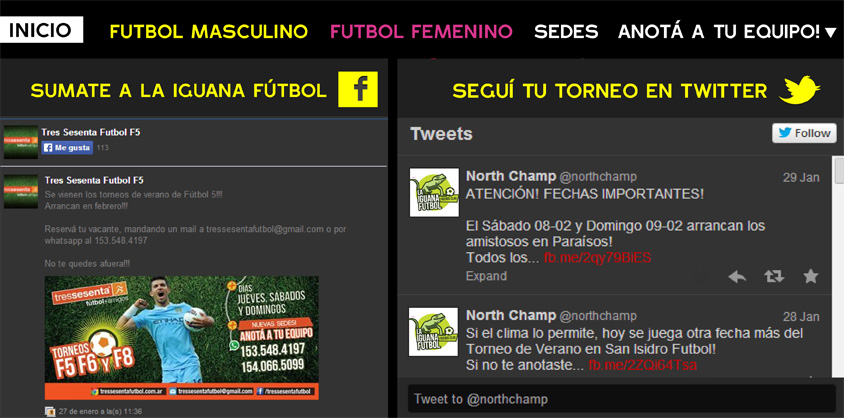 INICIO FUTBOL MASCULINO FUTBOL FEMENINO SEDES ANOTÁ A TU EQUIPO!
SUMATE A LA IGUANA FÚTBOL
Tres Sesenta Futbol F5
Me gusta 113
Tres Sesenta Futbol F5
Se vienen los torneos de verano de Fútbol 5!!!
Arrancan en febrero!!!
Reservá tu vacante, mandando un mail a tressesentafutbol@gmail.com o por
whatsapp al 153.548.4197
No te quedes afuera!!!
tressesenta
fútbol+amigos
TORNEOS
F5 F6 Y F8
DÍAS
JUEVES, SÁBADOS
Y DOMINGOS
NUEVAS SEDES!
ANOTÁ A TU EQUIPO
153.548.4197
154.066.5099
tressesentafutbol.com.ar tressesentafutbol@gmail.com /tressesentafutbol
27 de enero a la(s) 11:36
SEGUÍ TU TORNEO EN TWITTER
Tweets Follow
LA IGUANA
FUTBOL
North Champ @northchamp 29 Jan
ATENCIÓN! FECHAS IMPORTANTES!
El Sábado 08-02 y Domingo 09-02 arrancan los
amistosos en Paraísos!
Todos los... fb.me/2qy79BiES
Expand
LA IGUANA
FUTBOL
North Champ @northchamp 28 Jan
Si el clima lo permite, hoy se juega otra fecha más del
Torneo de Verano en San Isidro Futbol!
Si no te anotaste... fb.me/2ZQi64Tsa
Tweet to @northchamp